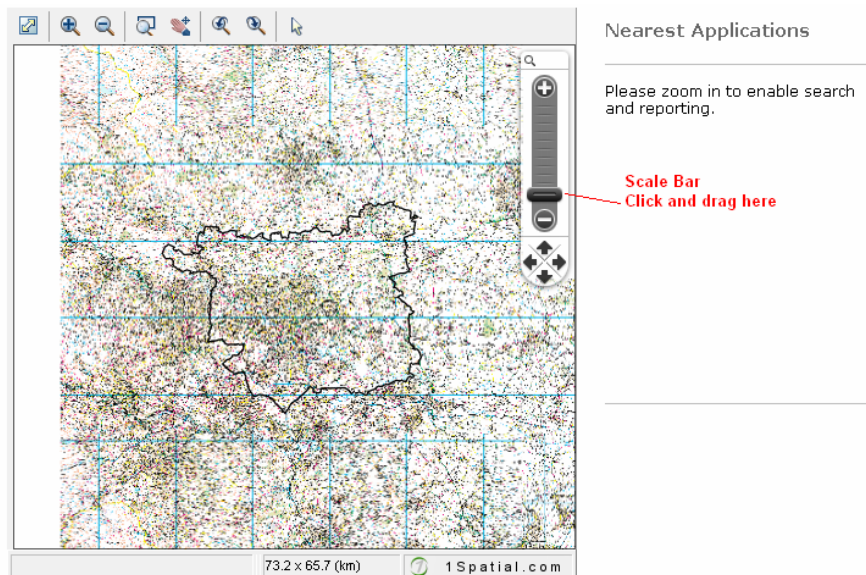 Nearest Applications
Please zoom in to enable search
and reporting.
Scale Bar
Click and drag here
73.2 x 65.7 (km)
1Spatial.com